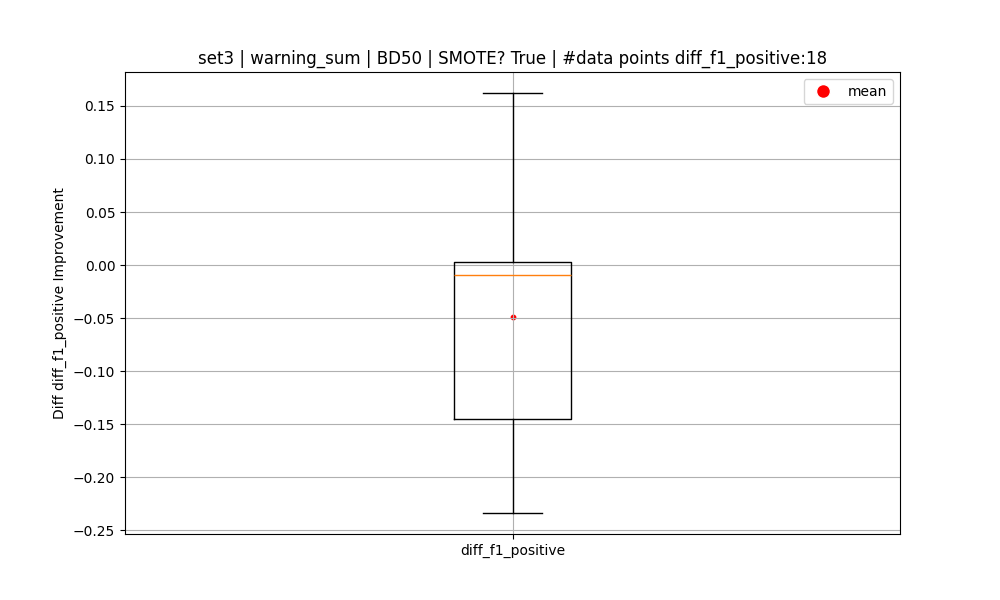 set3 | warning_sum | BD50 | SMOTE? True | #data points diff_f1_positive:18
mean
0.15
0.10
0.05
0.00
−0.05
−0.10
−0.15
−0.20
−0.25
Diff diff_f1_positive Improvement
diff_f1_positive